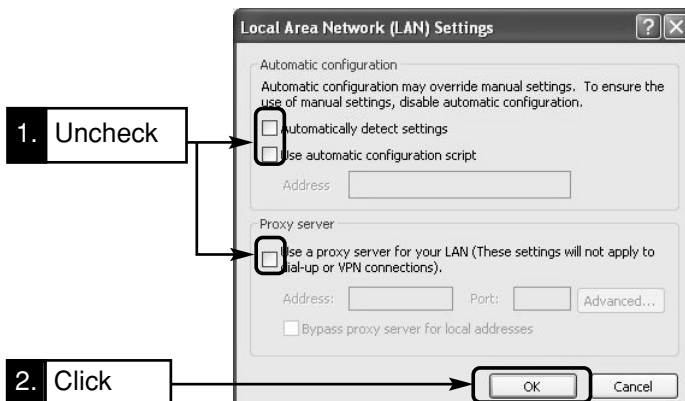 Local Area Network (LAN) Settings
Automatic configuration
Automatic configuration may override manual settings. To ensure the
use of manual settings, disable automatic configuration.
1. Uncheck
Automatically detect settings
Use automatic configuration script
Address
Proxy server
Use a proxy server for your LAN (These settings will not apply to
dial-up or VPN connections).
Address:
Port:
Advanced...
Bypass proxy server for local addresses
2. Click
OK
Cancel